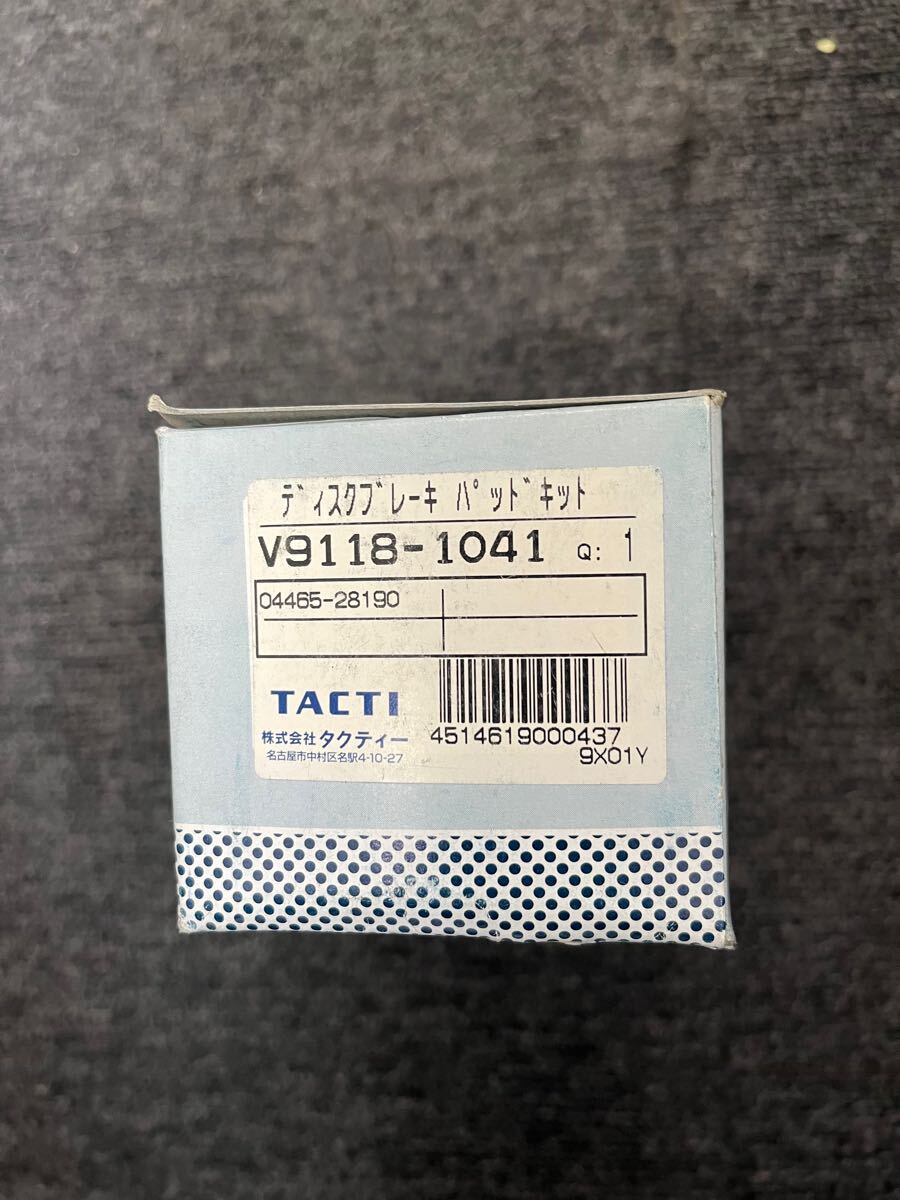 ﾃﾞｨｽｸﾌﾞﾚｰｷ ﾊﾟｯﾄﾞｷｯﾄ
V9118-1041 Q: 1
04465-28190
TACTI
株式会社 タクティー
名古屋市中村区名駅4-10-27
4514619000437
9X01Y